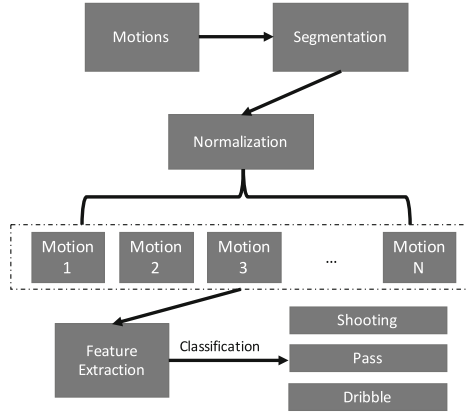 Motions
Segmentation
Normalization
Motion
1
Motion
2
Motion
3
...
Motion
N
Feature
Extraction
Classification
Shooting
Pass
Dribble